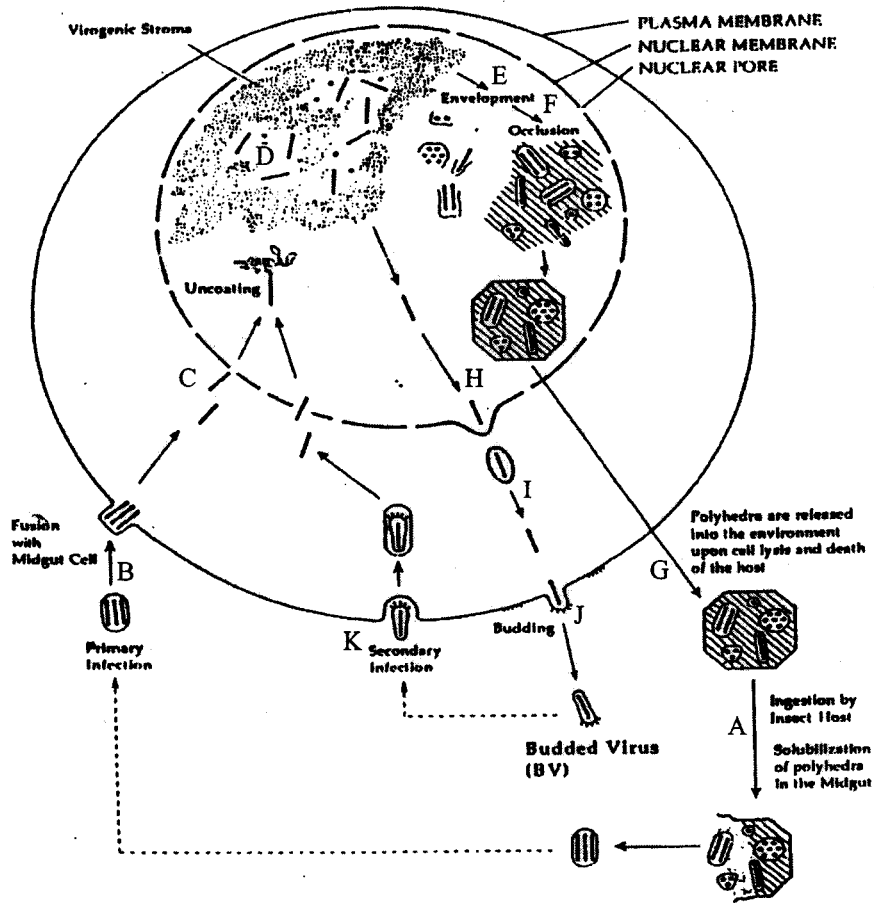 Virogenic Stroma
PLASMA MEMBRANE
NUCLEAR MEMBRANE
NUCLEAR PORE
E
Envelopment
F
Occlusion
D
Uncoating
C
H
I
Fusion
with
Midgut Cell
B
Polyhedra are released
into the environment
upon cell lysis and death
of the host
G
J
Budding
K
Primary
Infection
Secondary
Infection
Ingestion by
Insect Host
A
Budded Virus
(BV)
Solubilization
of polyhedra
in the Midgut